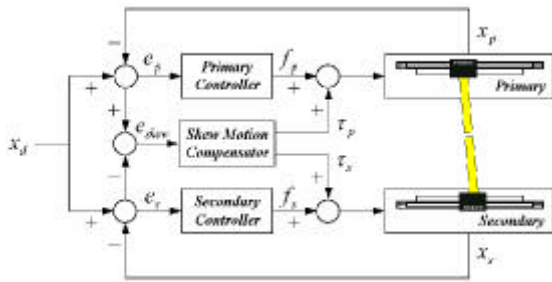 −
x_p
e_p
Primary
Controller
f_p
+
+
+
+
+
Primary
x_d
e_skew
Skew Motion
Compensator
τ_p
τ_s
−
+
+
e_s
Secondary
Controller
f_s
+
Secondary
−
x_s